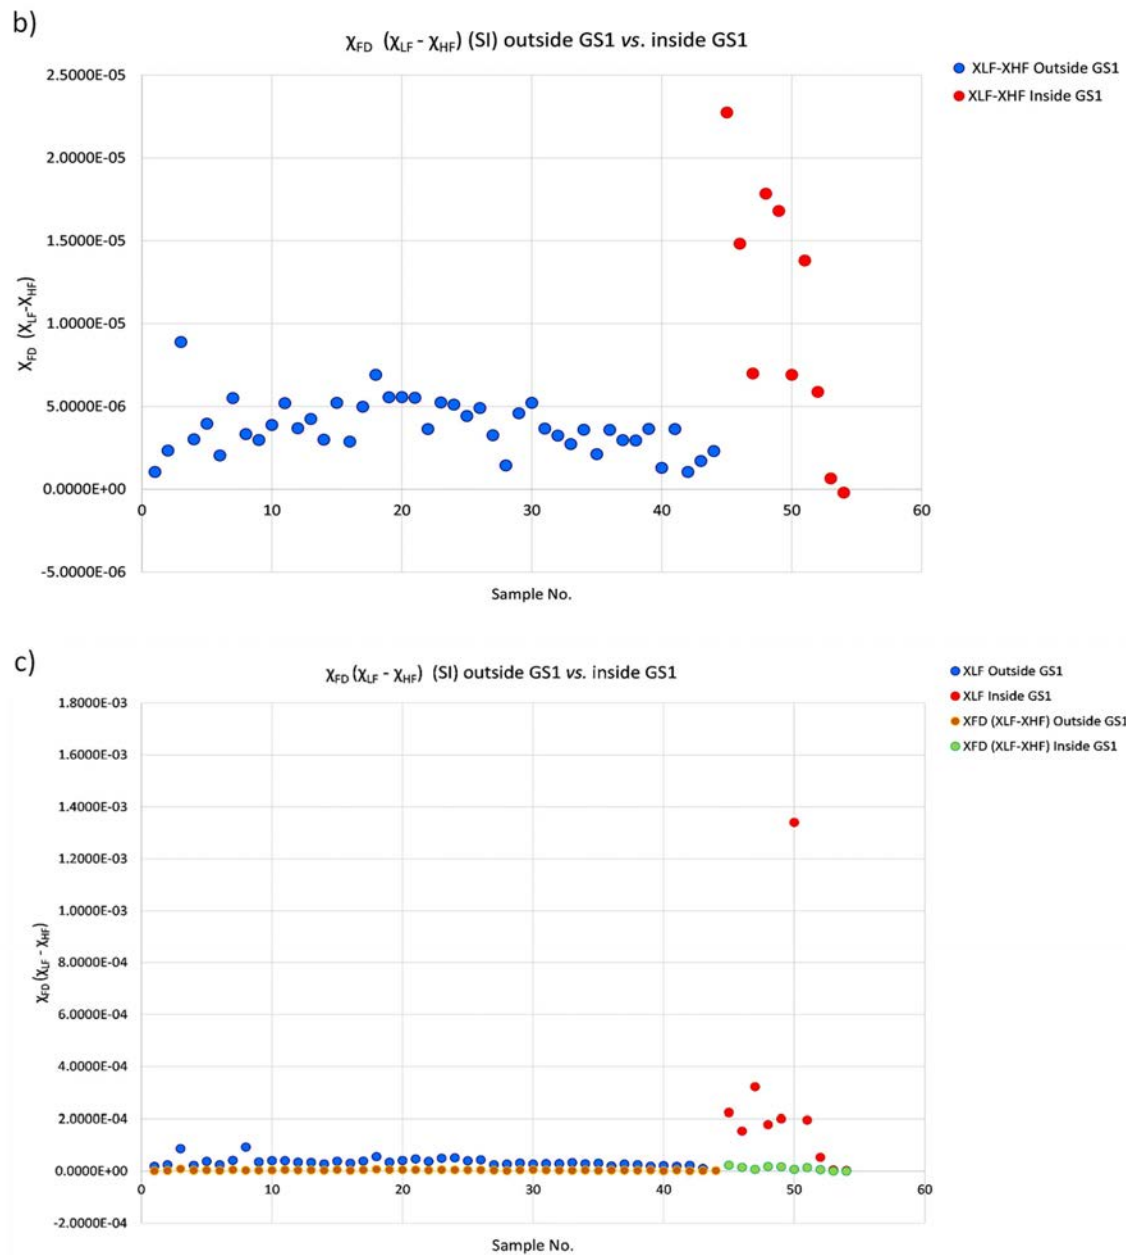 b)
χFD (χLF - χHF) (SI) outside GS1 vs. inside GS1
XLF-XHF Outside GS1
XLF-XHF Inside GS1
2.5000E-05
2.0000E-05
1.5000E-05
1.0000E-05
5.0000E-06
0.0000E+00
-5.0000E-06
XFD (XLF-XHF)
0 10 20 30 40 50 60
Sample No.
c)
χFD (χLF - χHF) (SI) outside GS1 vs. inside GS1
XLF Outside GS1
XLF Inside GS1
XFD (XLF-XHF) Outside GS1
XFD (XLF-XHF) Inside GS1
1.8000E-03
1.6000E-03
1.4000E-03
1.2000E-03
1.0000E-03
8.0000E-04
6.0000E-04
4.0000E-04
2.0000E-04
0.0000E+00
-2.0000E-04
χFD (χLF - χHF)
0 10 20 30 40 50 60
Sample No.